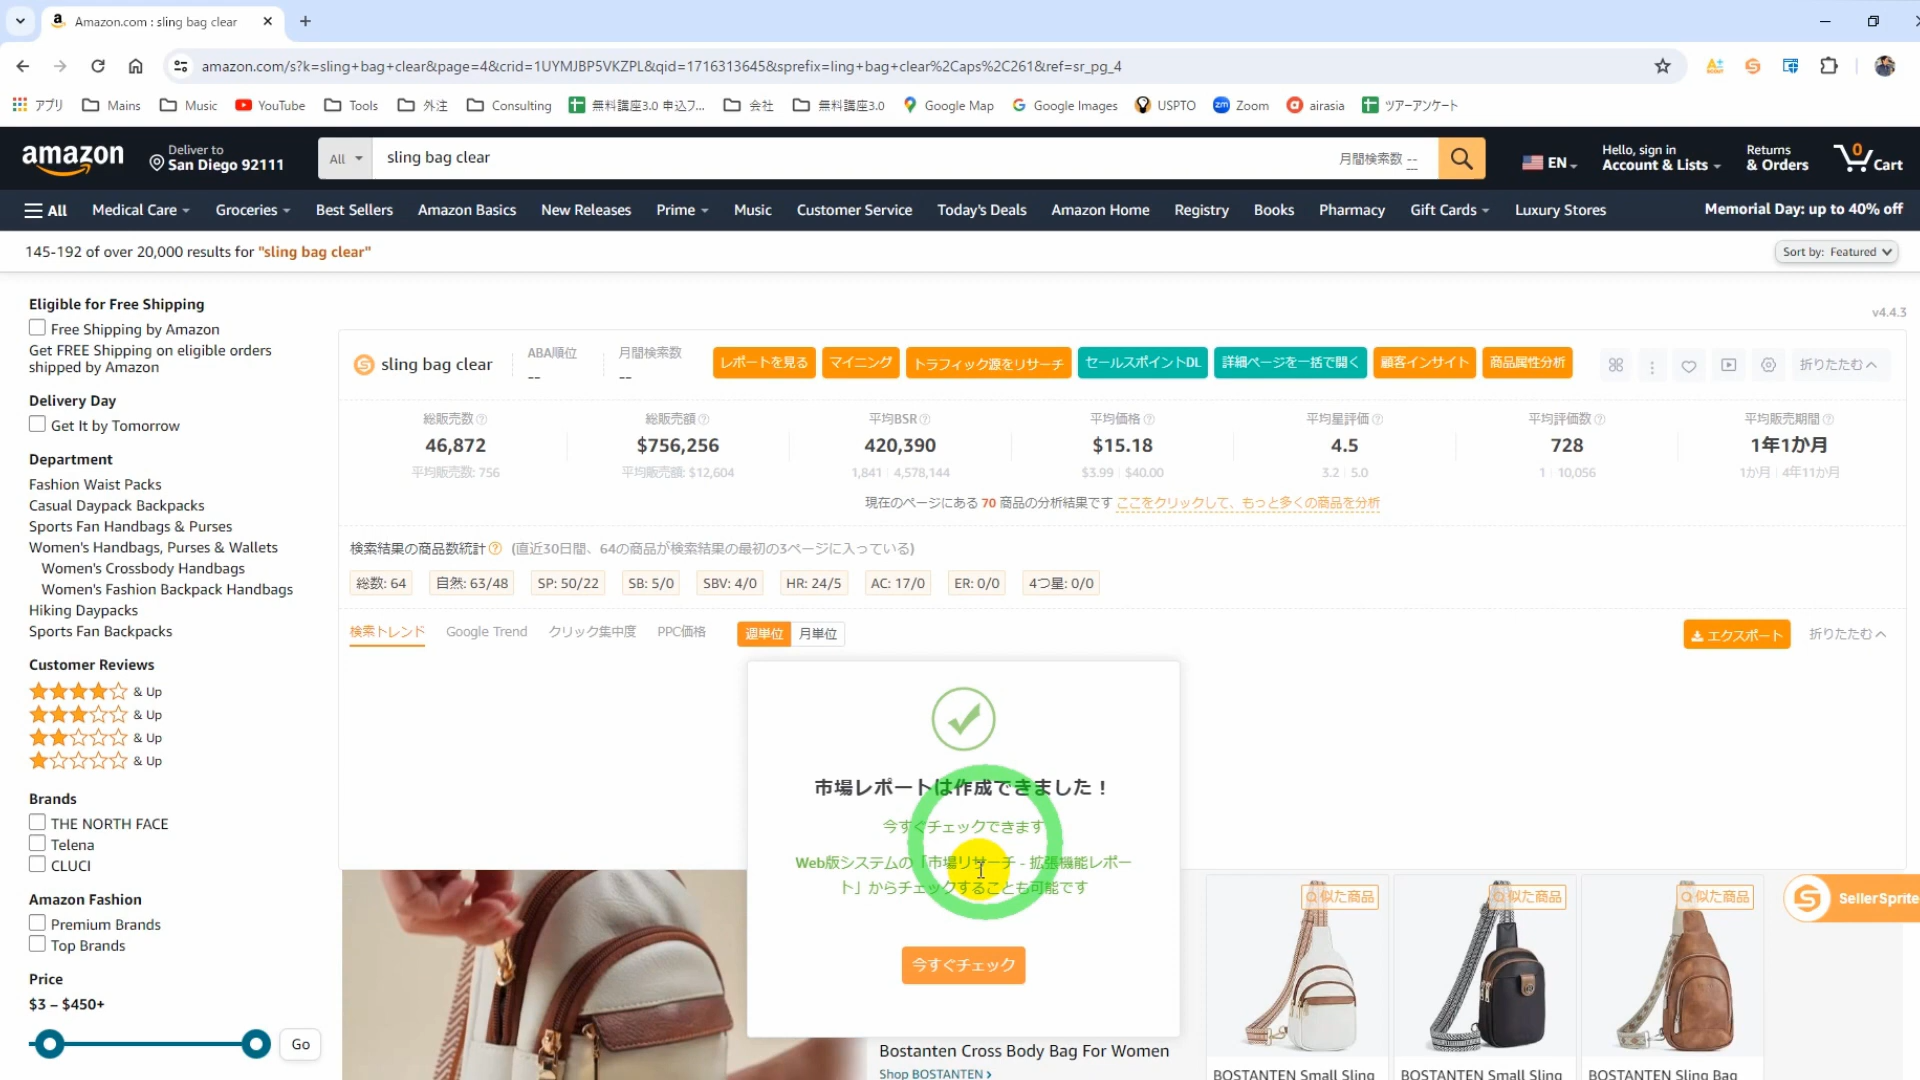 Amazon.com : sling bag clear
amazon.com/s?k=sling+bag+clear&page=4&crid=1UYMJBP5VKZPL&qid=1716313645&sprefix=ling+bag+clear%2Caps%2C261&ref=sr_pg_4
アプリ Mains Music YouTube Tools 外注 Consulting 無料講座3.0 申込フ... 会社 無料講座3.0 Google Map Google Images USPTO Zoom airasia ツアーアンケート
amazon
Deliver to
San Diego 92111
All sling bag clear 月間検索数 --
EN
Hello, sign in
Account & Lists
Returns
& Orders
0 Cart
All Medical Care Groceries Best Sellers Amazon Basics New Releases Prime Music Customer Service Today's Deals Amazon Home Registry Books Pharmacy Gift Cards Luxury Stores Memorial Day: up to 40% off
145-192 of over 20,000 results for "sling bag clear"
Sort by: Featured
Eligible for Free Shipping
Free Shipping by Amazon
Get FREE Shipping on eligible orders
shipped by Amazon
Delivery Day
Get It by Tomorrow
Department
Fashion Waist Packs
Casual Daypack Backpacks
Sports Fan Handbags & Purses
Women's Handbags, Purses & Wallets
Women's Crossbody Handbags
Women's Fashion Backpack Handbags
Hiking Daypacks
Sports Fan Backpacks
Customer Reviews
& Up
& Up
& Up
& Up
Brands
THE NORTH FACE
Telena
CLUCI
Amazon Fashion
Premium Brands
Top Brands
Price
$3 – $450+
Go
v4.4.3
sling bag clear
ABA順位
--
月間検索数
--
レポートを見る マイニング トラフィック源をリサーチ セールスポイントDL 詳細ページを一括で開く 顧客インサイト 商品属性分析 折りたたむ
総販売数 総販売額 平均BSR 平均価格 平均星評価 平均評価数 平均販売期間
46,872 $756,256 420,390 $15.18 4.5 728 1年1か月
平均販売数: 756 平均販売額: $12,604 1,841 | 4,578,144 $3.99 | $40.00 3.2 | 5.0 1 | 10,056 1か月 | 4年11か月
現在のページにある 70 商品の分析結果です ここをクリックして、もっと多くの商品を分析
検索結果の商品数統計 (直近30日間、64の商品が検索結果の最初の3ページに入っている)
総数: 64 自然: 63/48 SP: 50/22 SB: 5/0 SBV: 4/0 HR: 24/5 AC: 17/0 ER: 0/0 4つ星: 0/0
検索トレンド Google Trend クリック集中度 PPC価格 週単位 月単位 エクスポート 折りたたむ
市場レポートは作成できました！
今すぐチェックできます
Web版システムの「市場リサーチ - 拡張機能レポー
ト」からチェックすることも可能です
今すぐチェック
似た商品 似た商品 似た商品
SellerSprite
Bostanten Cross Body Bag For Women
Shop BOSTANTEN ›
BOSTANTEN Small Sling BOSTANTEN Small Sling BOSTANTEN Sling Bag